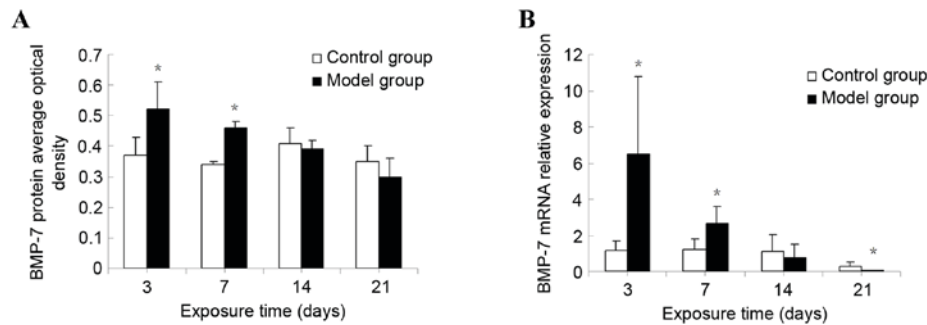 A
BMP-7 protein average optical
density
0.7
0.6
0.5
0.4
0.3
0.2
0.1
0
*
*
Control group
Model group
3 7 14 21
Exposure time (days)
B
BMP-7 mRNA relative expression
12
10
8
6
4
2
0
*
*
*
Control group
Model group
3 7 14 21
Exposure time (days)